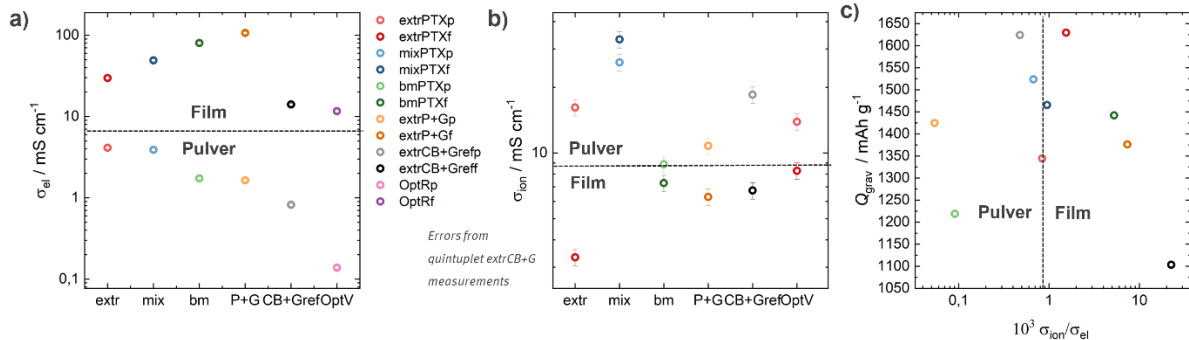 a)
σel / mS cm⁻¹
100
10
1
0,1
Film
Pulver
extr
mix
bm
P+G
CB+Gref
OptV
extrPTXp
extrPTXf
mixPTXp
mixPTXf
bmPTXp
bmPTXf
extrP+Gp
extrP+Gf
extrCB+Grefp
extrCB+Greff
OptRp
OptRf
Errors from
quintuplet extrCB+G
measurements
b)
σion / mS cm⁻¹
10
Pulver
Film
extr
mix
bm
P+G
CB+Gref
OptV
c)
Qgrav / mAh g⁻¹
1650
1600
1550
1500
1450
1400
1350
1300
1250
1200
1150
1100
1050
Pulver
Film
0,1
1
10
10³ σion/σel